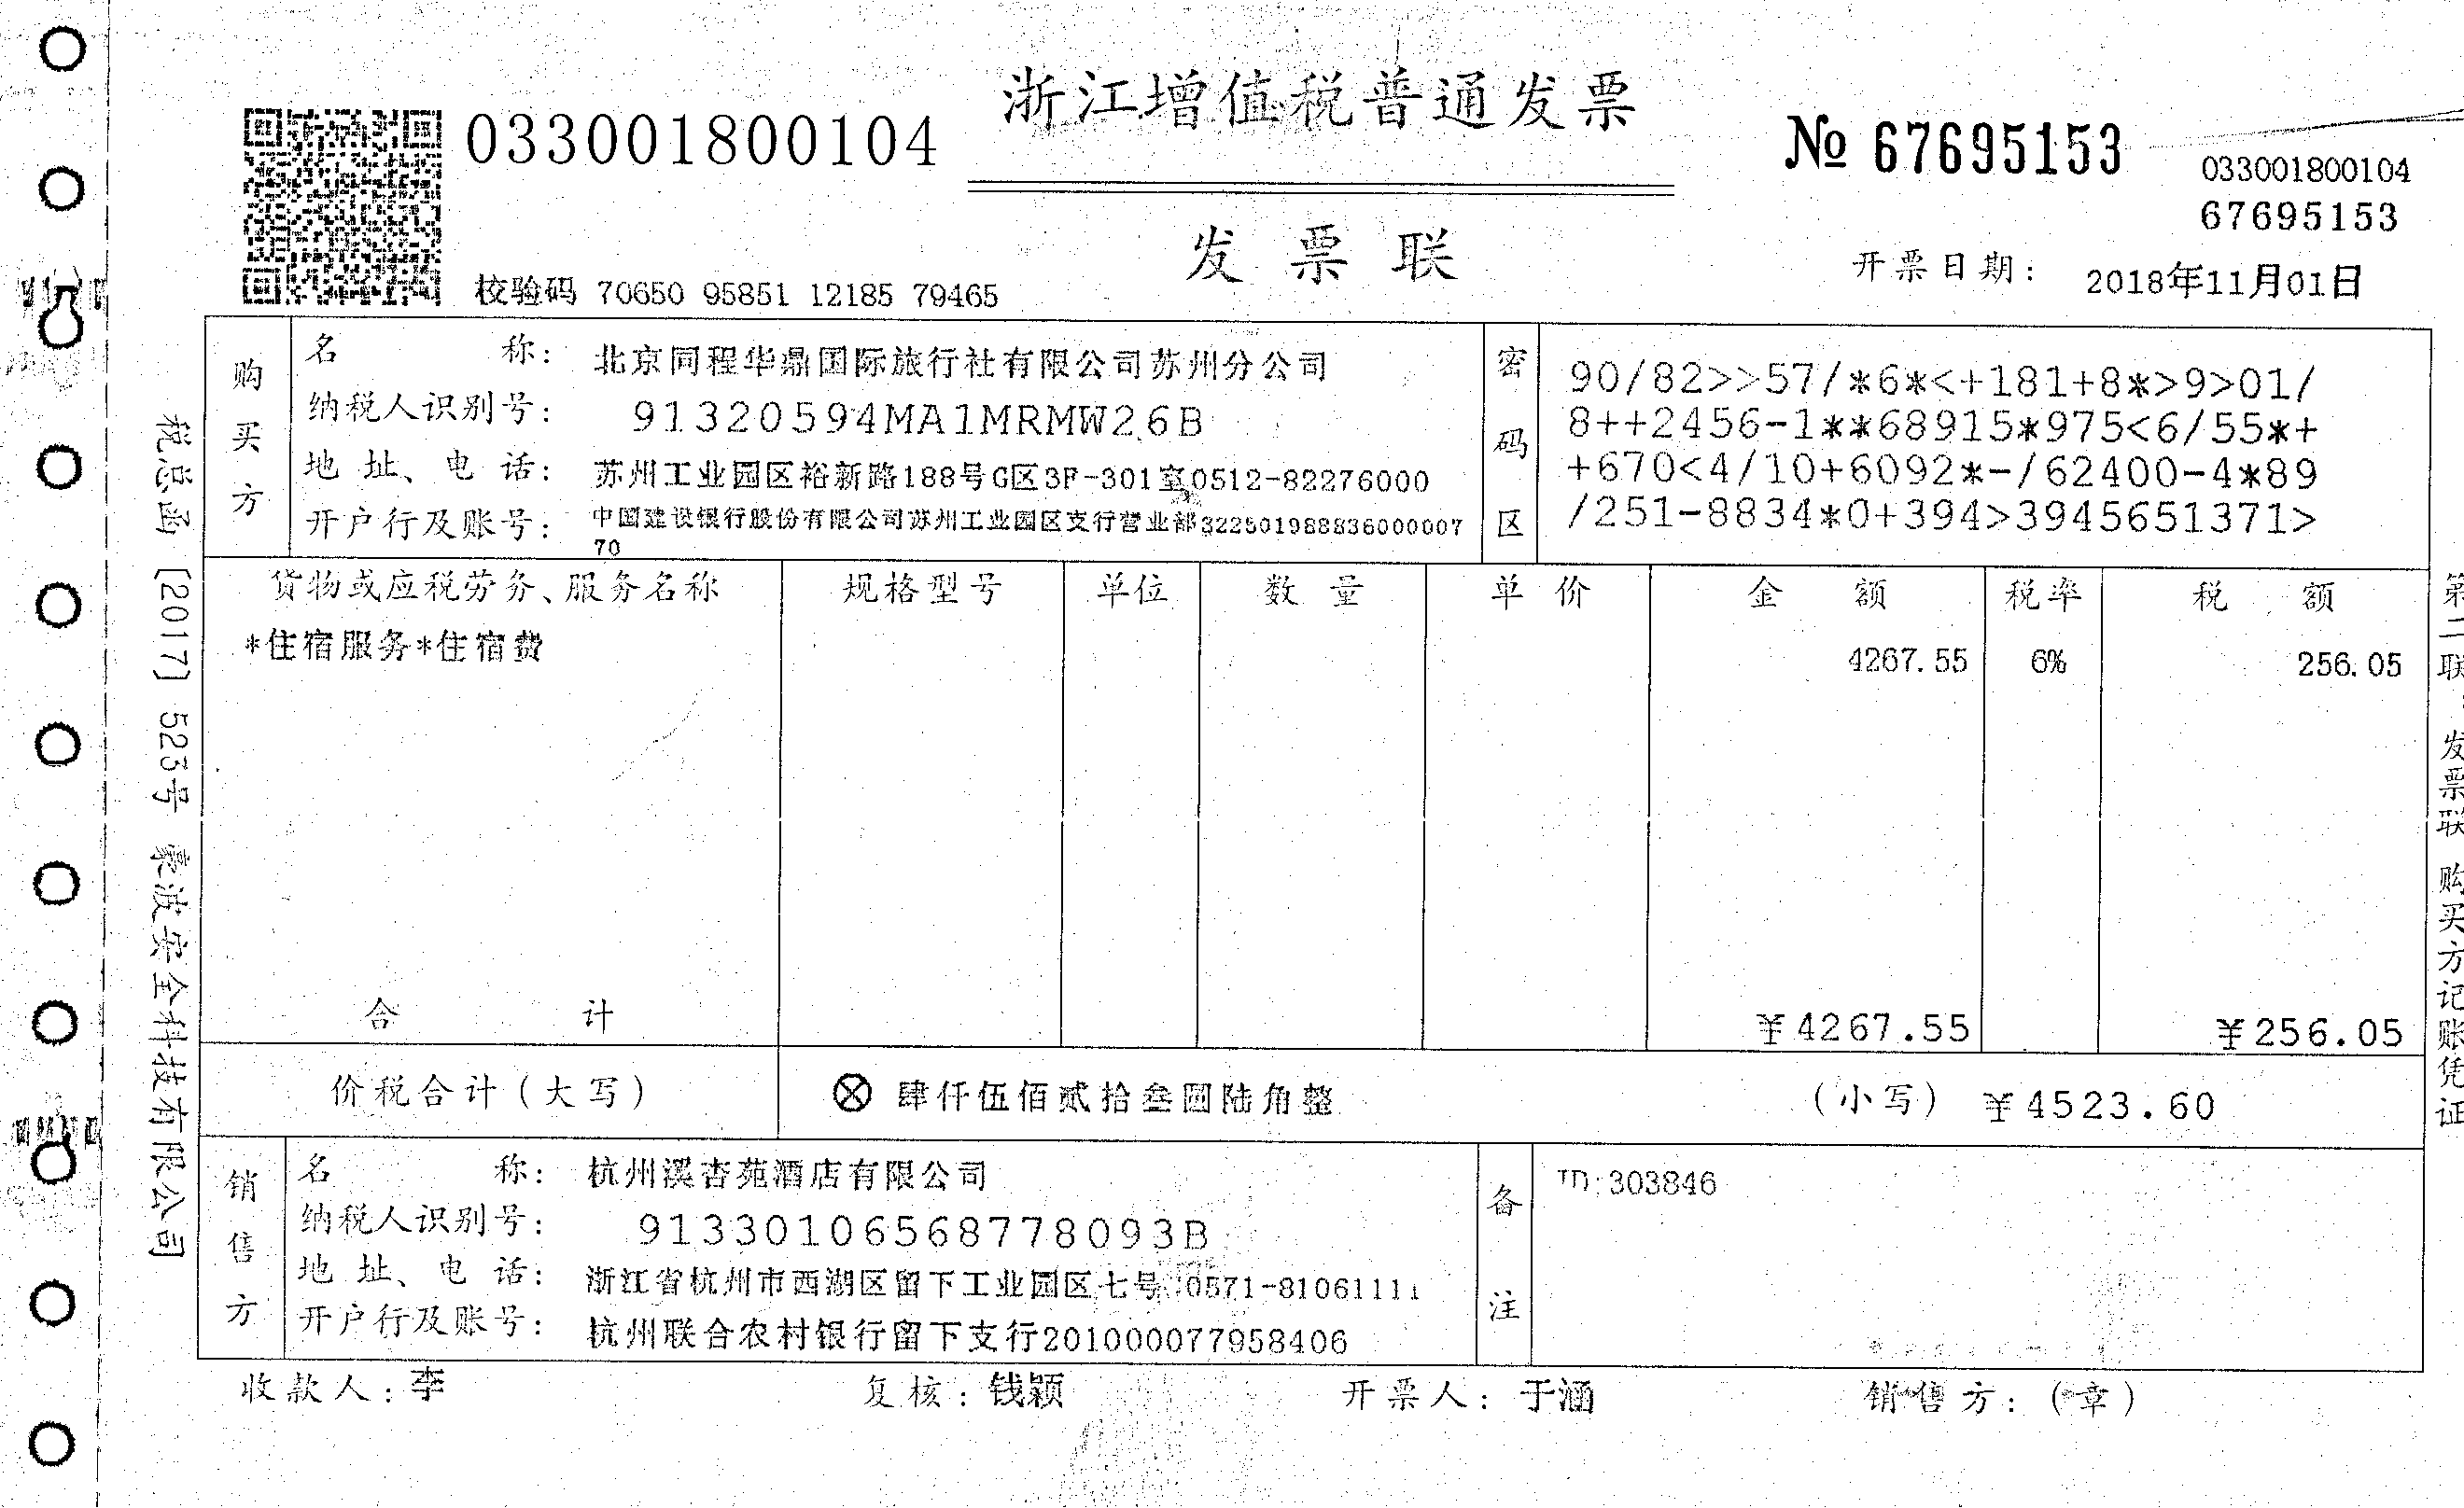 浙江增值税普通发票
033001800104
№ 67695153
033001800104
67695153
发票联
校验码 70650 95851 12185 79465
开票日期： 2018年11月01日
购买方
名称： 北京同程华鼎国际旅行社有限公司苏州分公司
纳税人识别号： 91320594MA1MRMW26B
地址、电话： 苏州工业园区裕新路188号G区3F-301室0512-82276000
开户行及账号： 中国建设银行股份有限公司苏州工业园区支行营业部3225019888360000007
70
密码区
90/82>>57/*6*<+181+8*>9>01/
8++2456-1**68915*975<6/55*+
+670<4/10+6092*-/62400-4*89
/251-8834*0+394>3945651371>
货物或应税劳务、服务名称 规格型号 单位 数量 单价 金额 税率 税额
*住宿服务*住宿费 4267.55 6% 256.05
合计 ¥4267.55 ¥256.05
价税合计（大写） ⊗ 肆仟伍佰贰拾叁圆陆角整 （小写） ¥4523.60
销售方
名称： 杭州溪杏苑酒店有限公司
纳税人识别号： 91330106568778093B
地址、电话： 浙江省杭州市西湖区留下工业园区七号 0571-81061111
开户行及账号： 杭州联合农村银行留下支行201000077958406
备注
ID:303846
收款人：李 复核：钱颖 开票人：于涵 销售方：（章）
税总函［2017］523号 豪波安全科技有限公司
第二联：发票联 购买方记账凭证